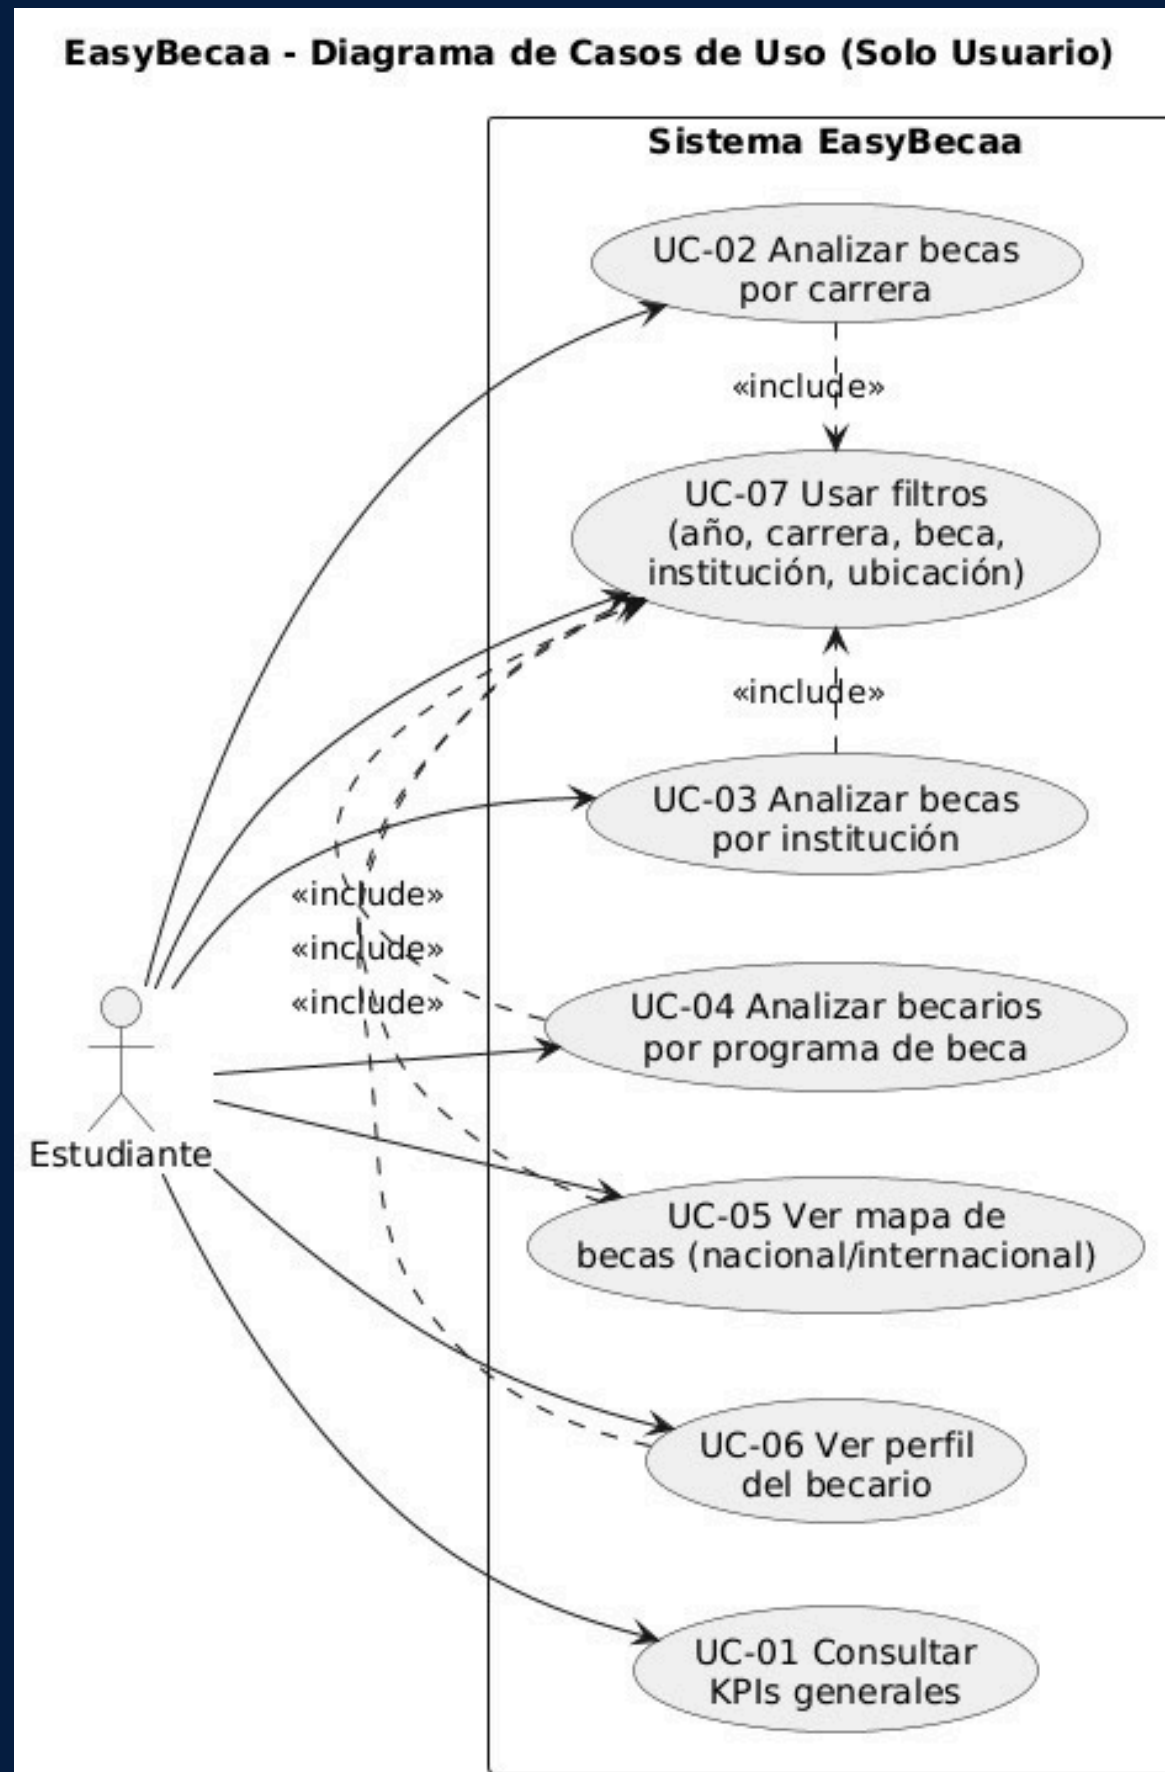 EasyBecaa - Diagrama de Casos de Uso (Solo Usuario)
Sistema EasyBecaa
UC-02 Analizar becas
por carrera
«include»
UC-07 Usar filtros
(año, carrera, beca,
institución, ubicación)
«include»
UC-03 Analizar becas
por institución
«include»
«include»
«include»
UC-04 Analizar becarios
por programa de beca
Estudiante
UC-05 Ver mapa de
becas (nacional/internacional)
UC-06 Ver perfil
del becario
UC-01 Consultar
KPIs generales